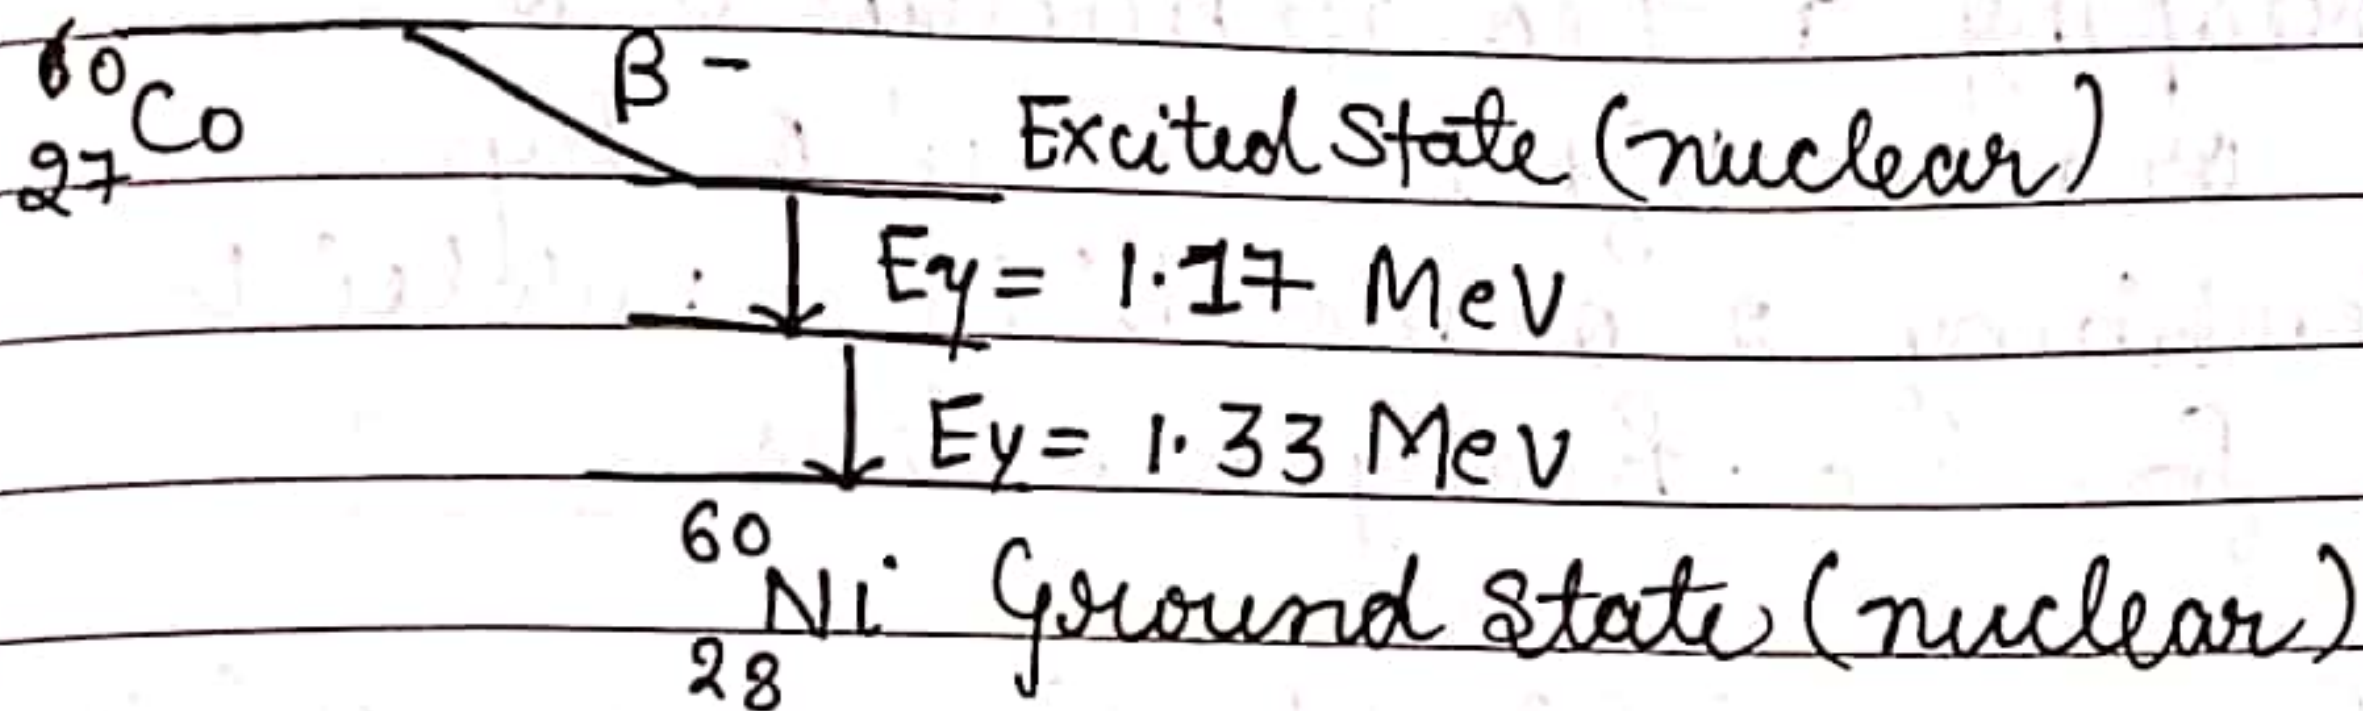 60
27Co
β-
Excited State (nuclear)
Eγ= 1.17 MeV
Eγ= 1.33 MeV
60
28Ni Ground State (nuclear)